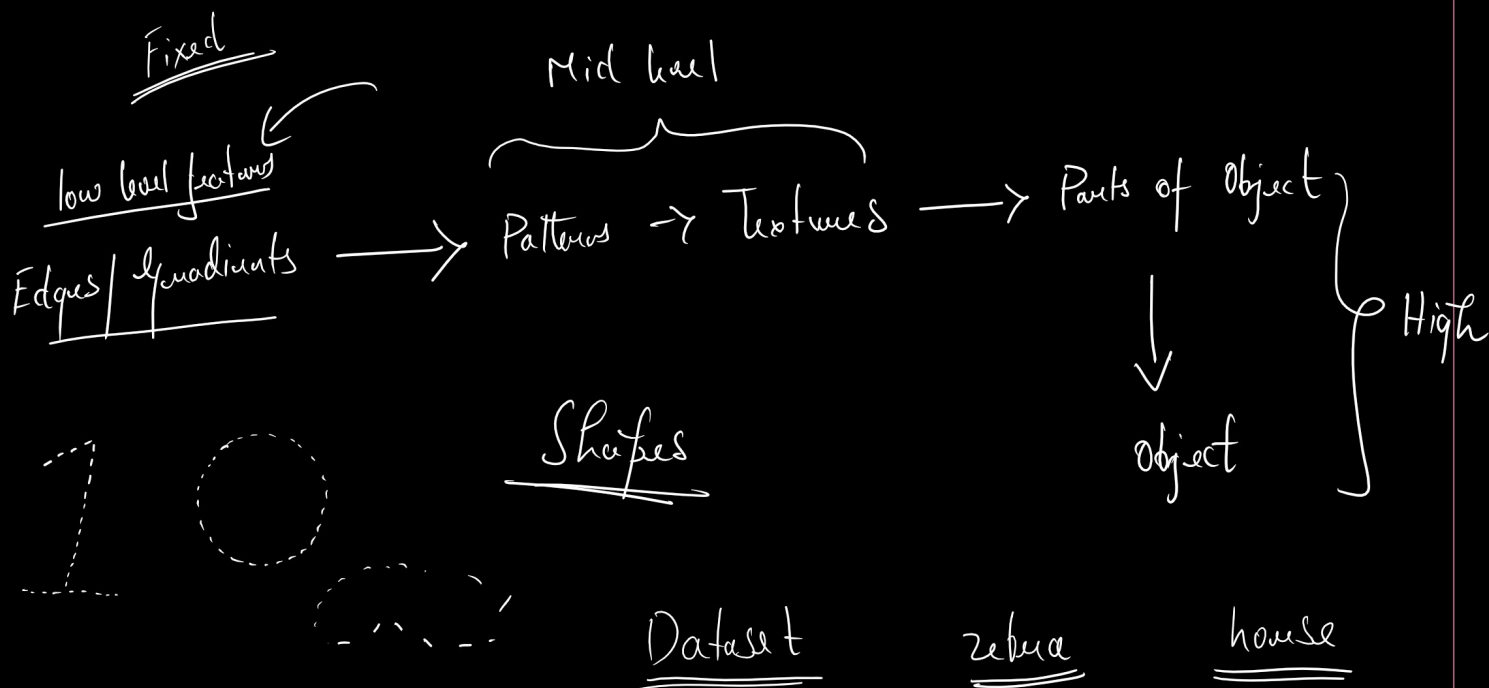 Fixed
Mid level
low level features
Edges/Gradients → Patterns → Textures → Parts of Object
High
Shapes
Object
1
Dataset zebra horse